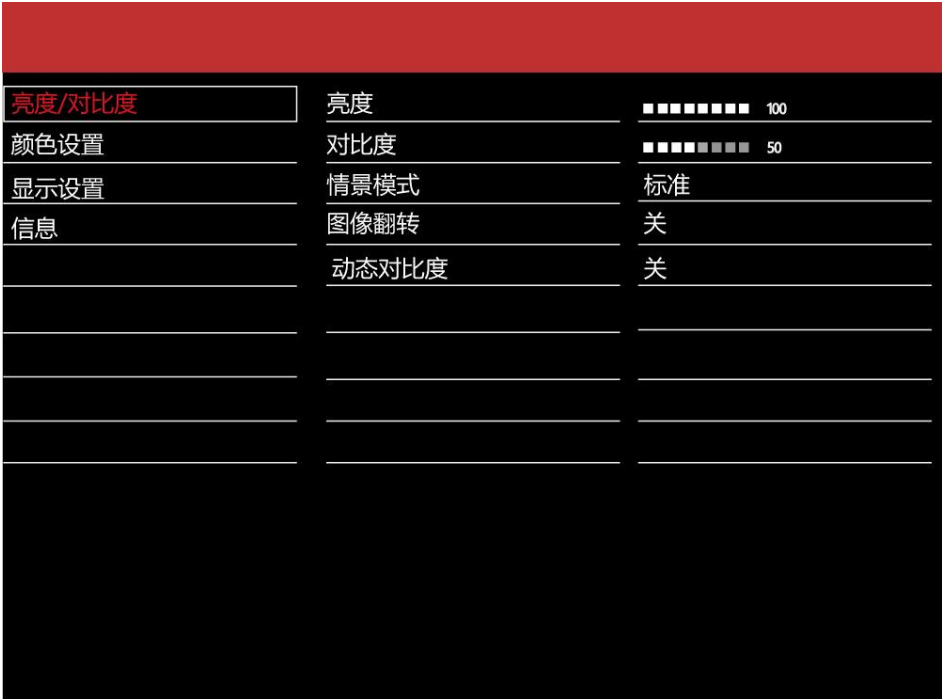 亮度/对比度 亮度 100
颜色设置 对比度 50
显示设置 情景模式 标准
信息 图像翻转 关
动态对比度 关